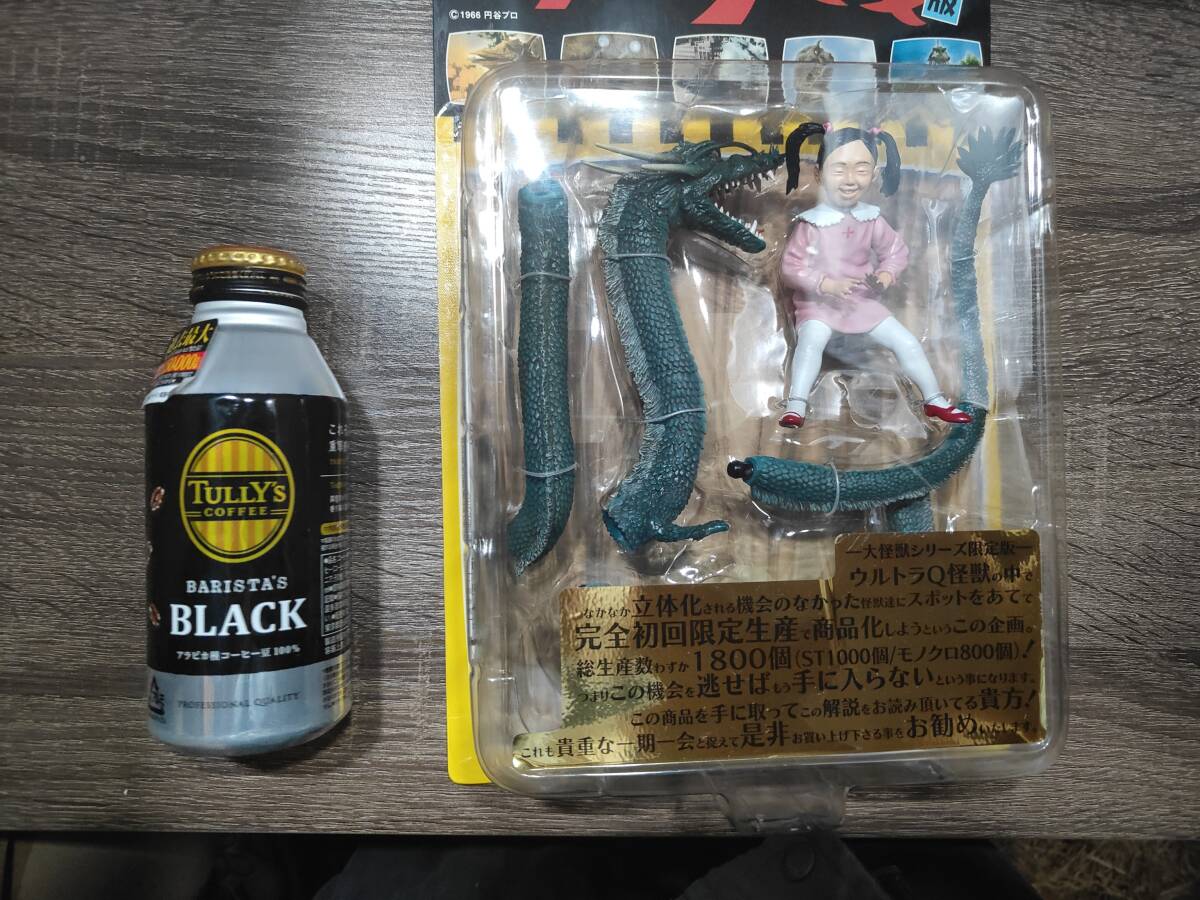 ©1966 円谷プロ
版
大怪獣シリーズ限定版
ウルトラQ怪獣の中で
なかなか立体化される機会のなかった怪獣達にスポットをあてて
完全初回限定生産で商品化しようというこの企画。
総生産数わずか1800個(ST1000個/モノクロ800個)!
つまりこの機会を逃せばもう手に入らないという事になります。
この商品を手に取ってこの解説をお読み頂いてる貴方!
これも貴重な一期一会と捉えて是非お買い上げ下さる事をお勧めいたします。
最大
TULLY'S
COFFEE
BARISTA'S
BLACK
アラビカ種コーヒー豆100%
PROFESSIONAL QUALITY